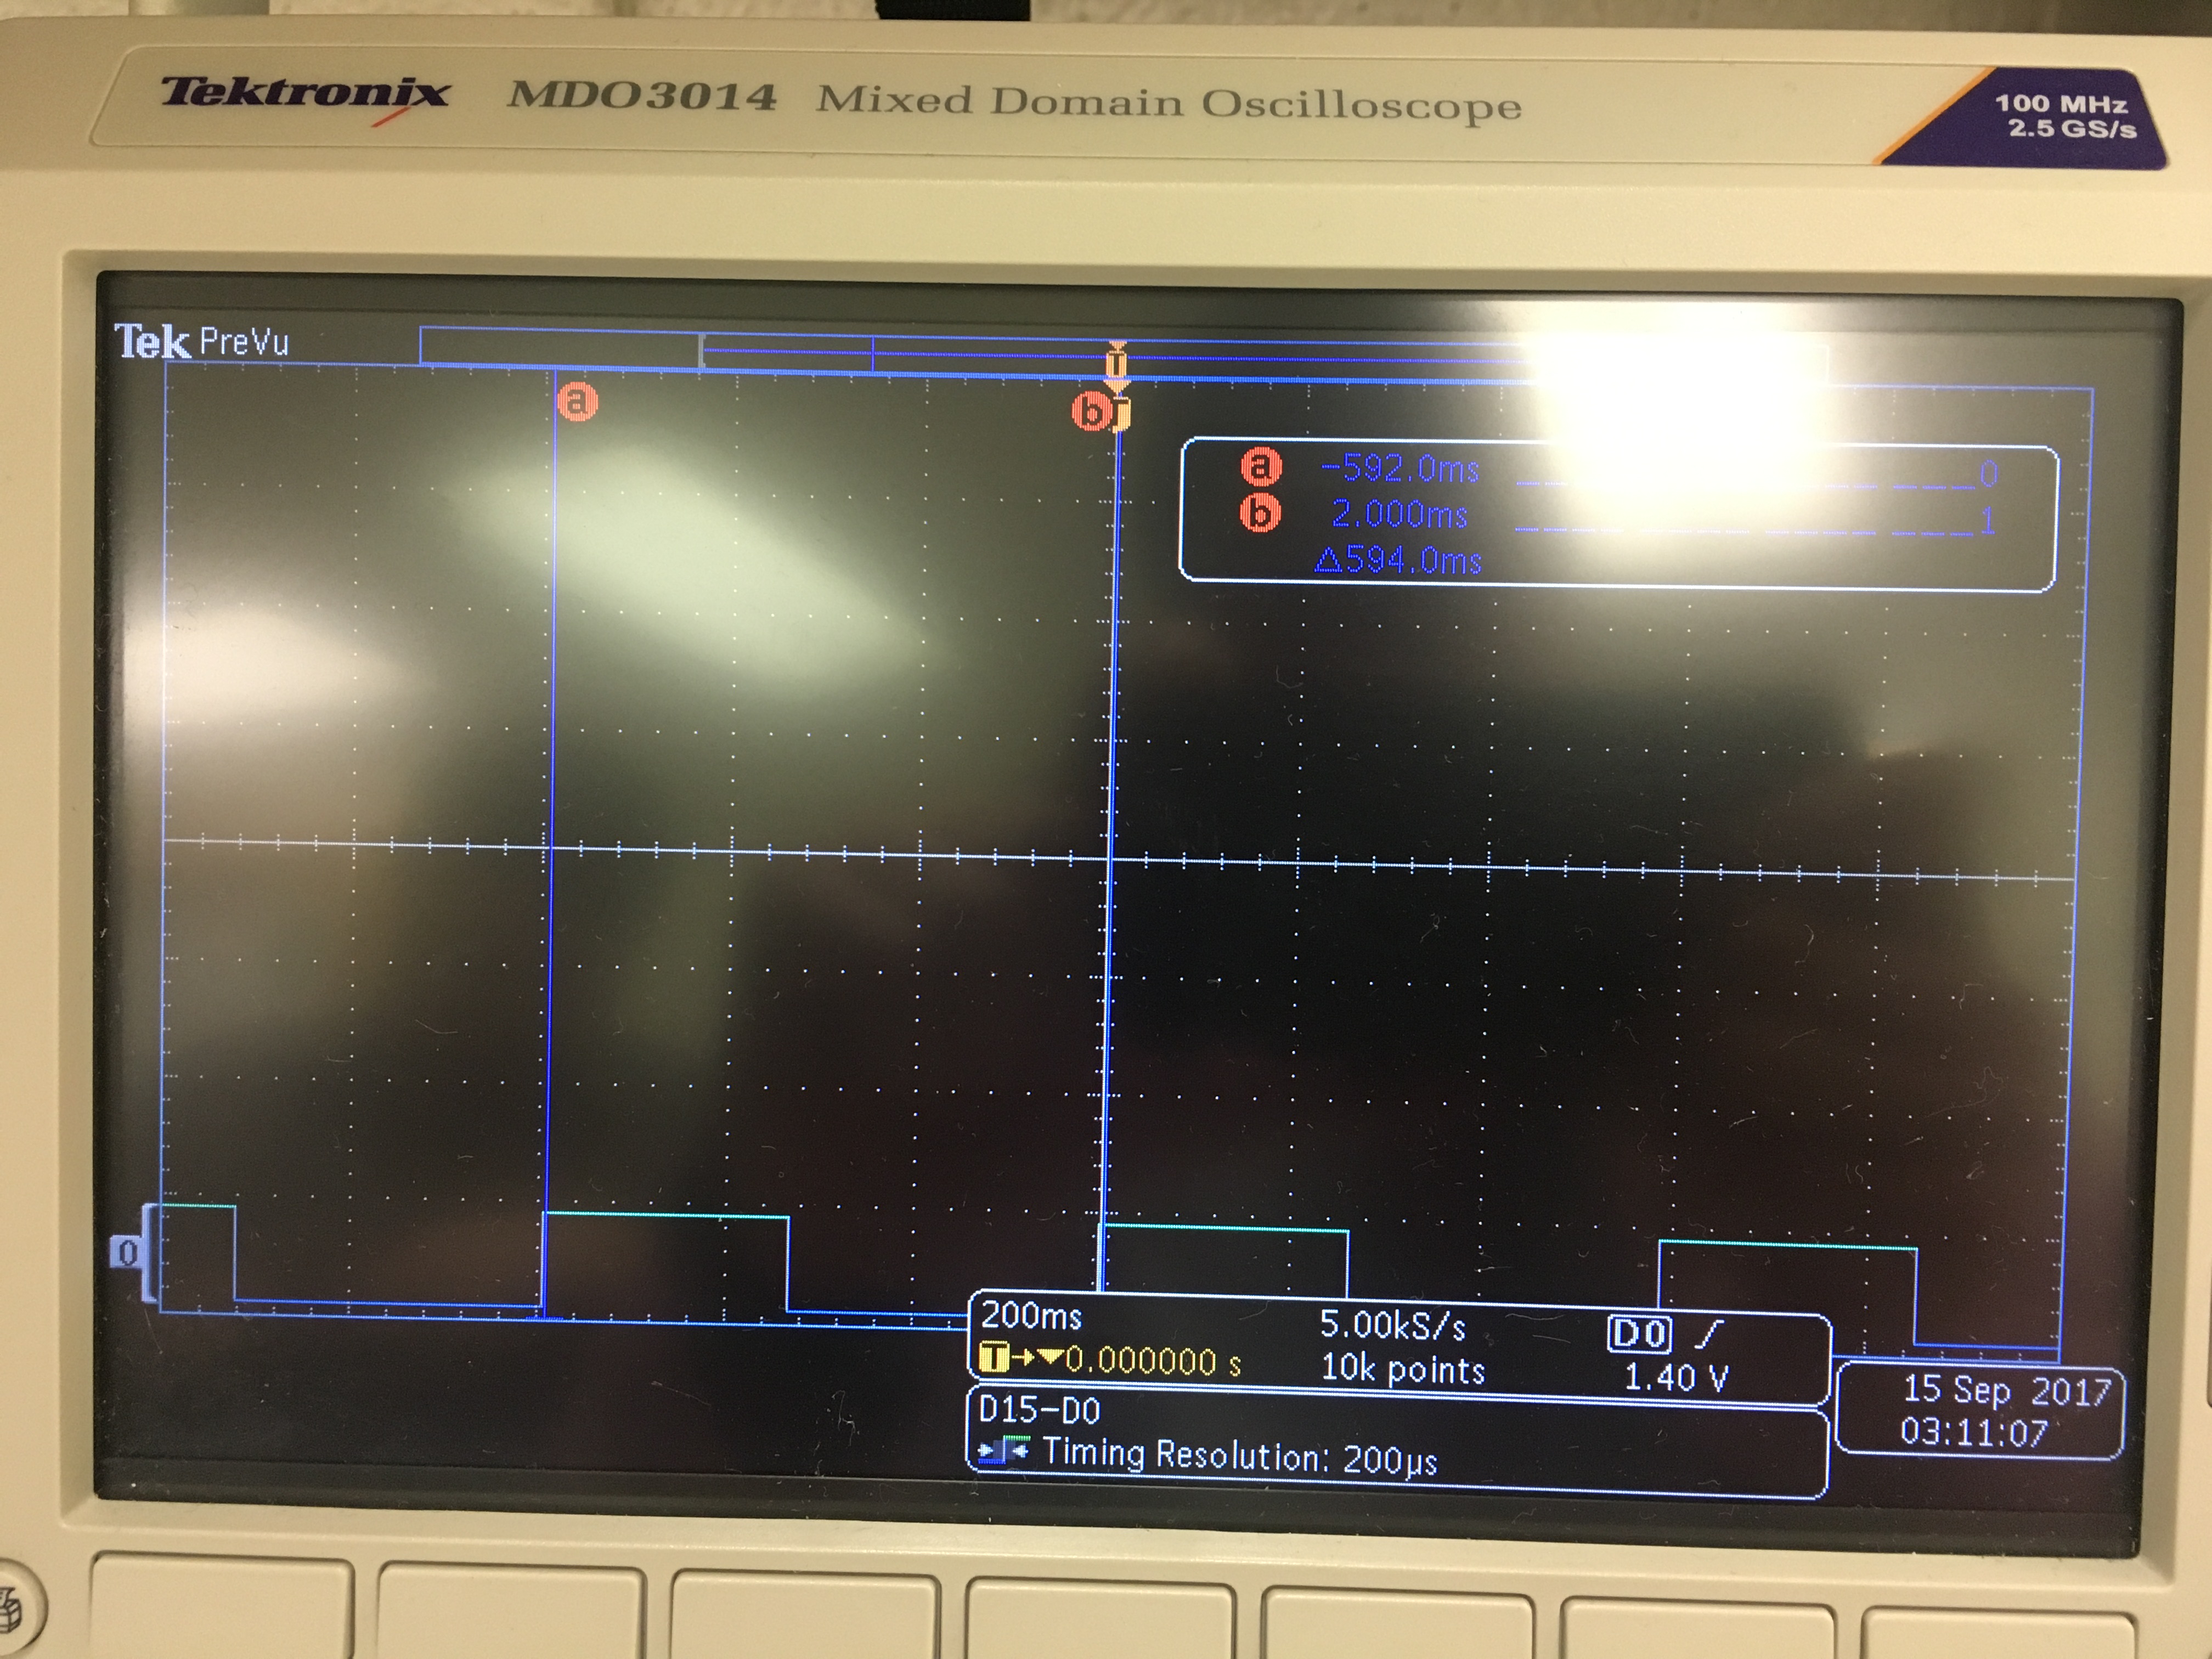 Tektronix MDO3014 Mixed Domain Oscilloscope
100 MHz
2.5 GS/s
Tek PreVu
T
a
b
a -592.0ms 0
b 2.000ms 1
Δ594.0ms
0
200ms 5.00kS/s D0
T→▼0.000000 s 10k points 1.40 V
D15-D0
Timing Resolution: 200µs
15 Sep 2017
03:11:07